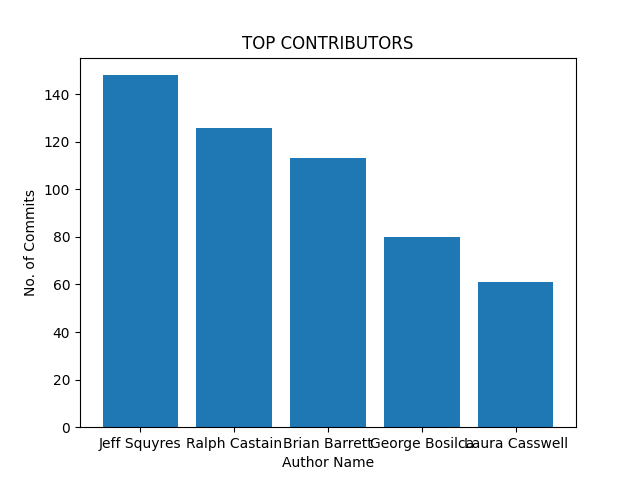 TOP CONTRIBUTORS
No. of Commits
140
120
100
80
60
40
20
0
Jeff Squyres Ralph Castain Brian Barrett George Bosilca Laura Casswell
Author Name